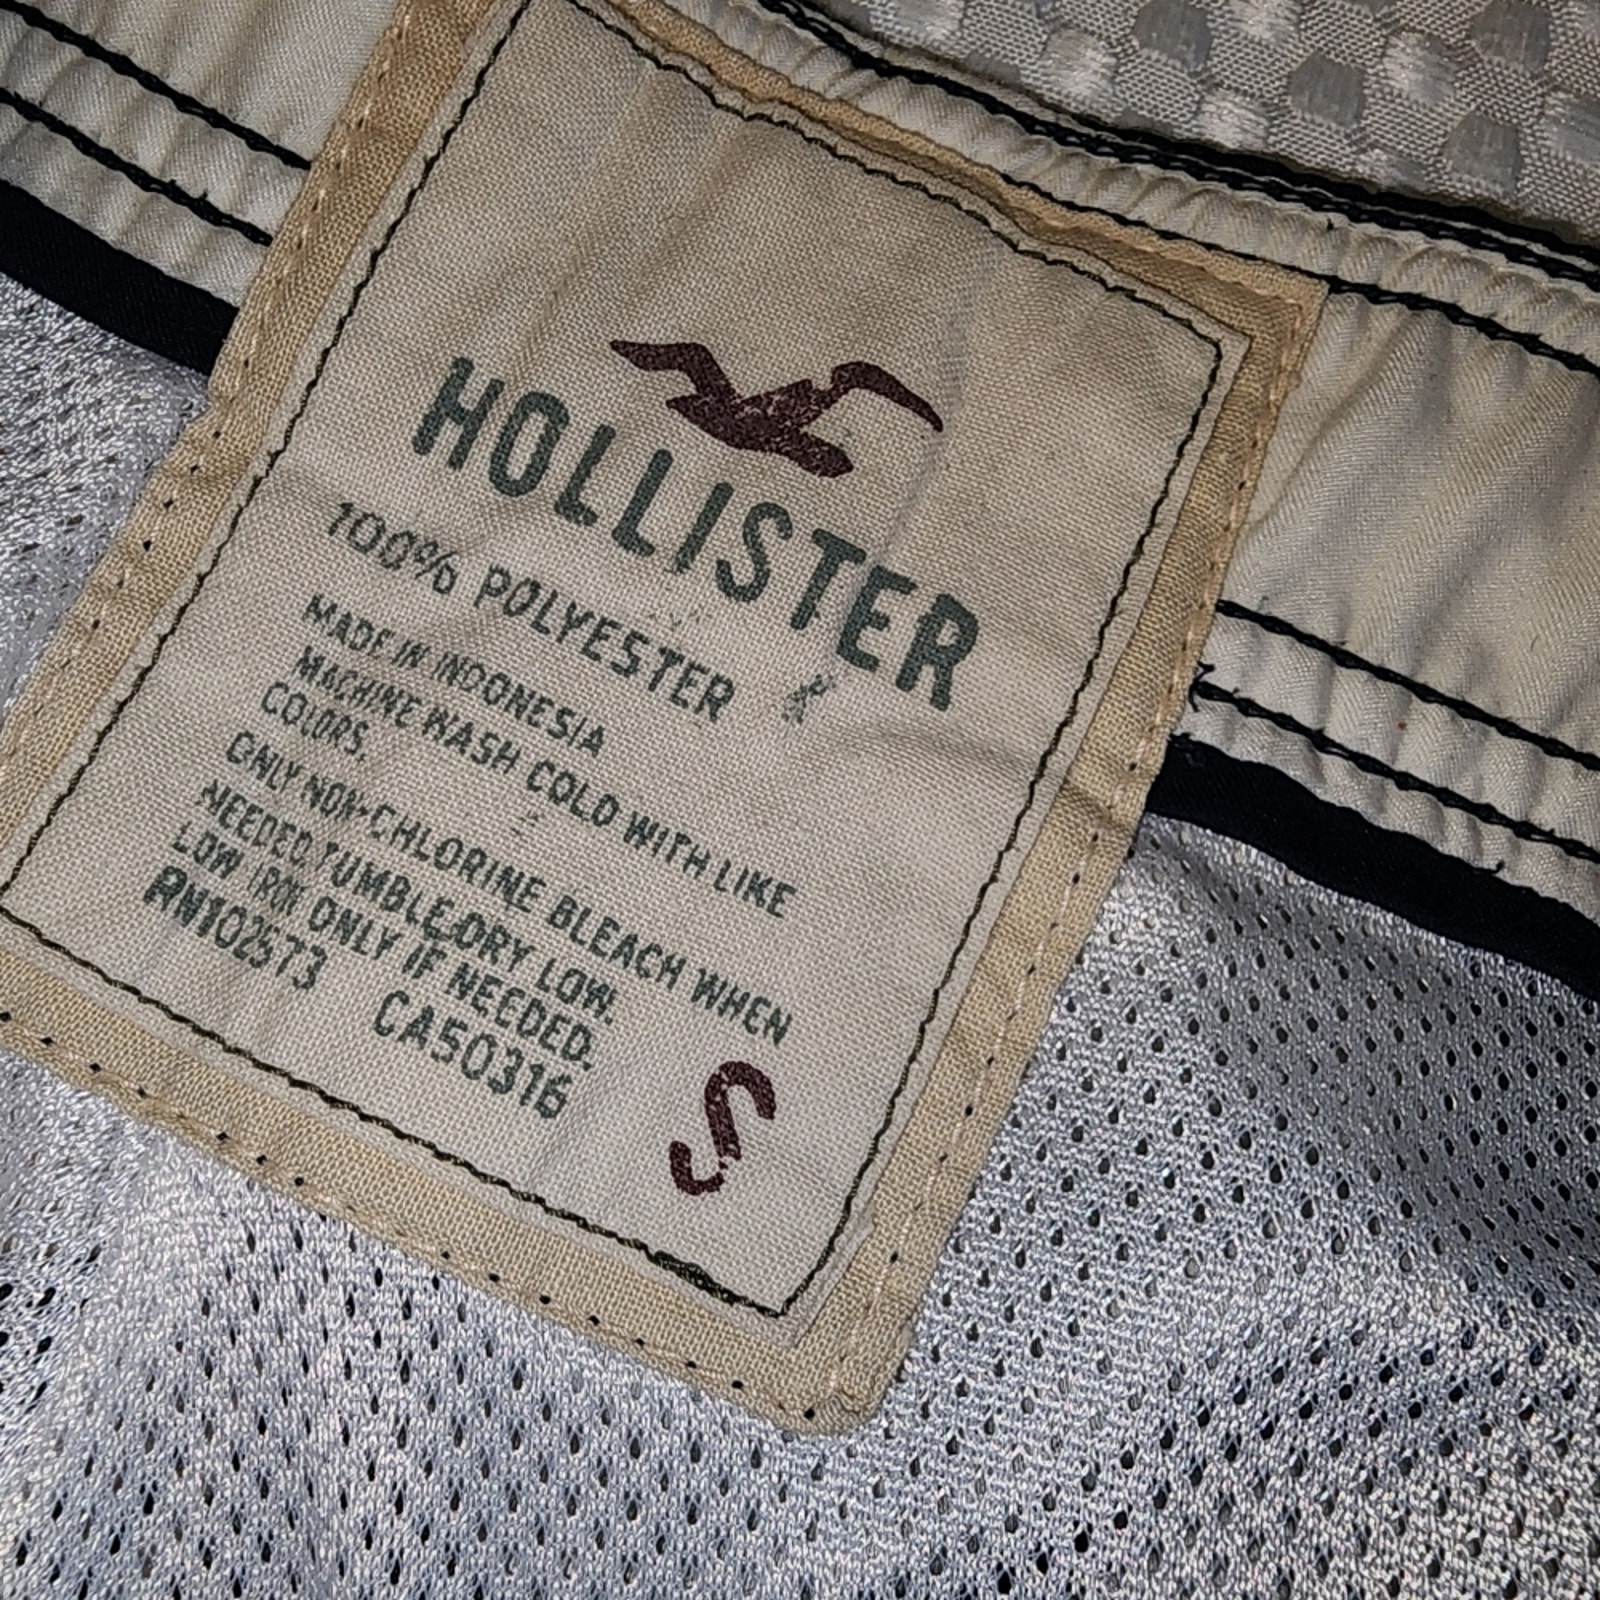 HOLLISTER
100% POLYESTER
MADE IN INDONESIA
MACHINE WASH COLD WITH LIKE
COLORS.
ONLY NON-CHLORINE BLEACH WHEN
NEEDED.TUMBLE DRY LOW.
LOW IRON ONLY IF NEEDED.
RN102573 CA50316
S